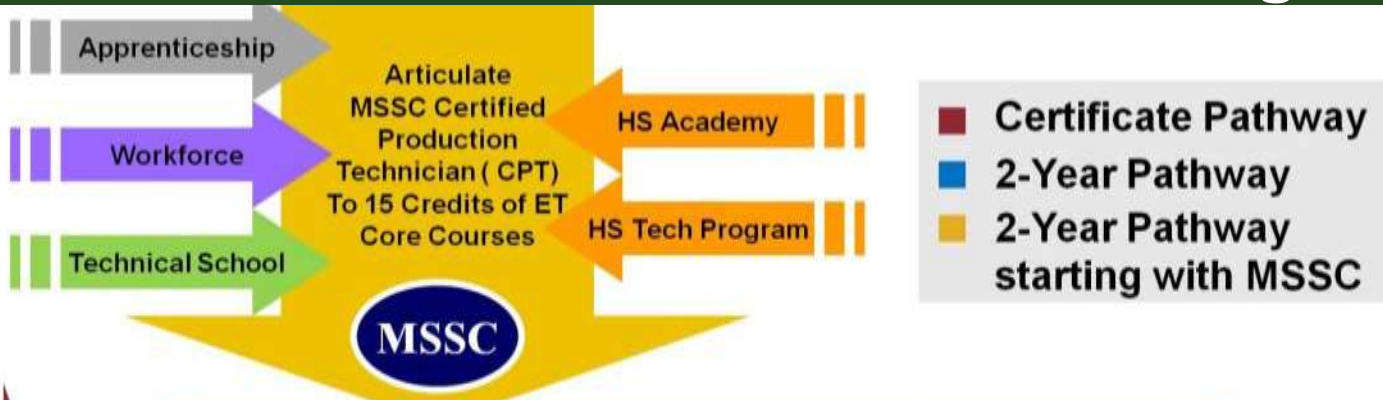 Apprenticeship
Workforce
Technical School
Articulate
MSSC Certified
Production
Technician ( CPT)
To 15 Credits of ET
Core Courses
MSSC
HS Academy
HS Tech Program
Certificate Pathway
2-Year Pathway
2-Year Pathway
starting with MSSC